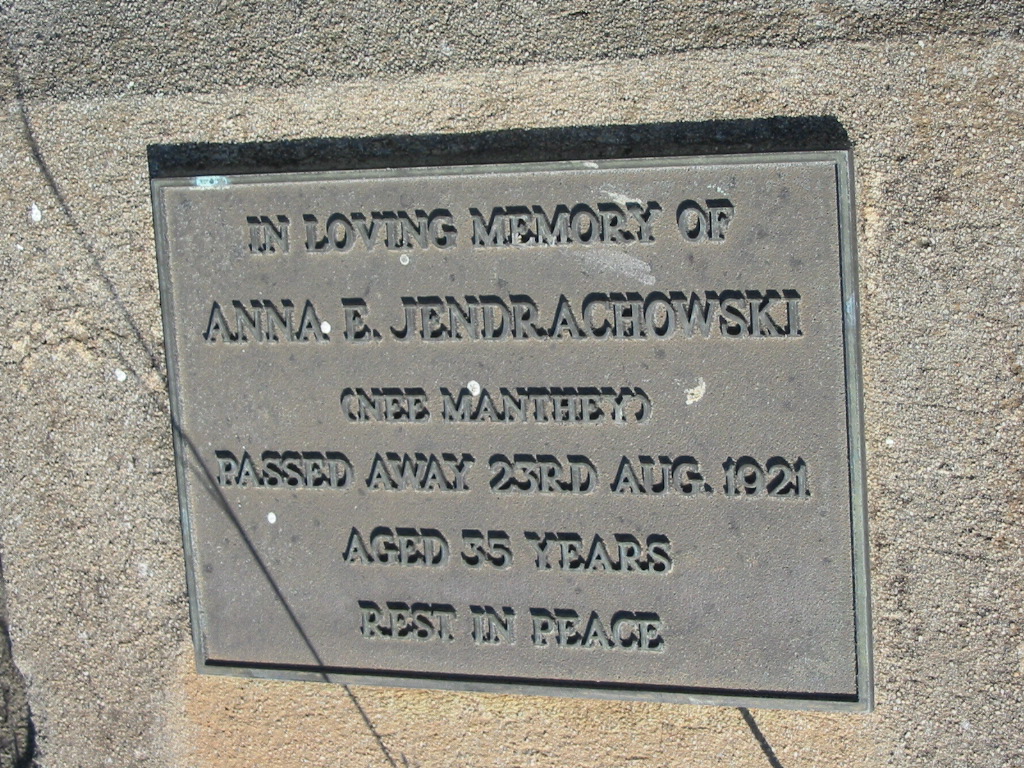 IN LOVING MEMORY OF
ANNA. E. JENDRACHOWSKI
(NEE MANTHEY)
PASSED AWAY 23RD AUG. 1921
AGED 35 YEARS
REST IN PEACE